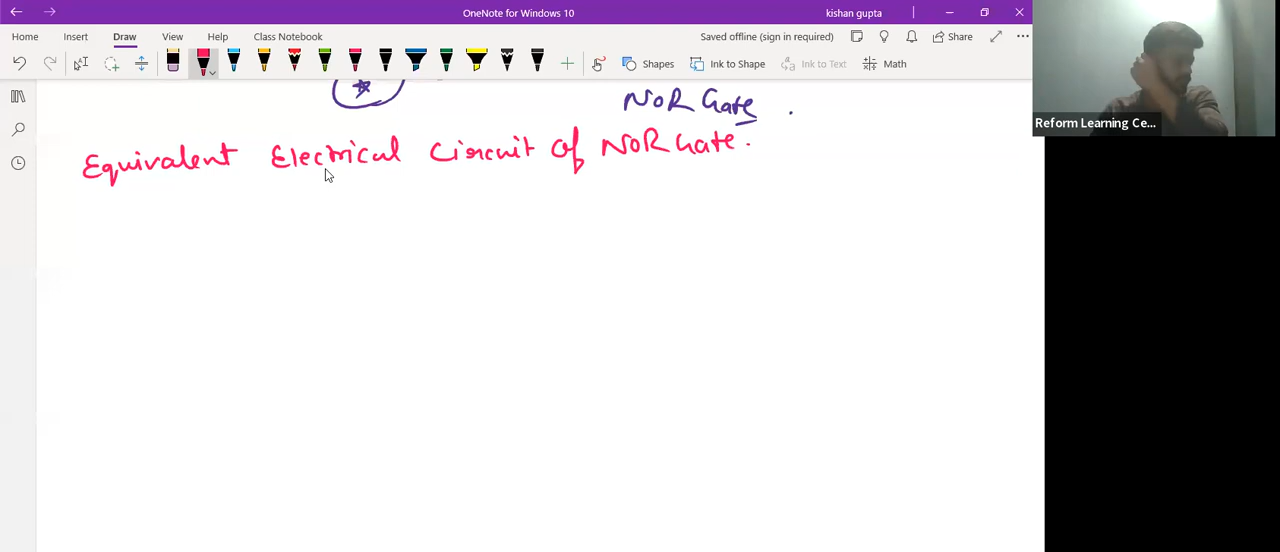 OneNote for Windows 10
kishan gupta
Home Insert Draw View Help Class Notebook
Saved offline (sign in required)
Share
Shapes
Ink to Shape
Ink to Text
Math
Reform Learning Ce...
NOR Gate .
Equivalent Electrical Circuit Of NOR Gate.